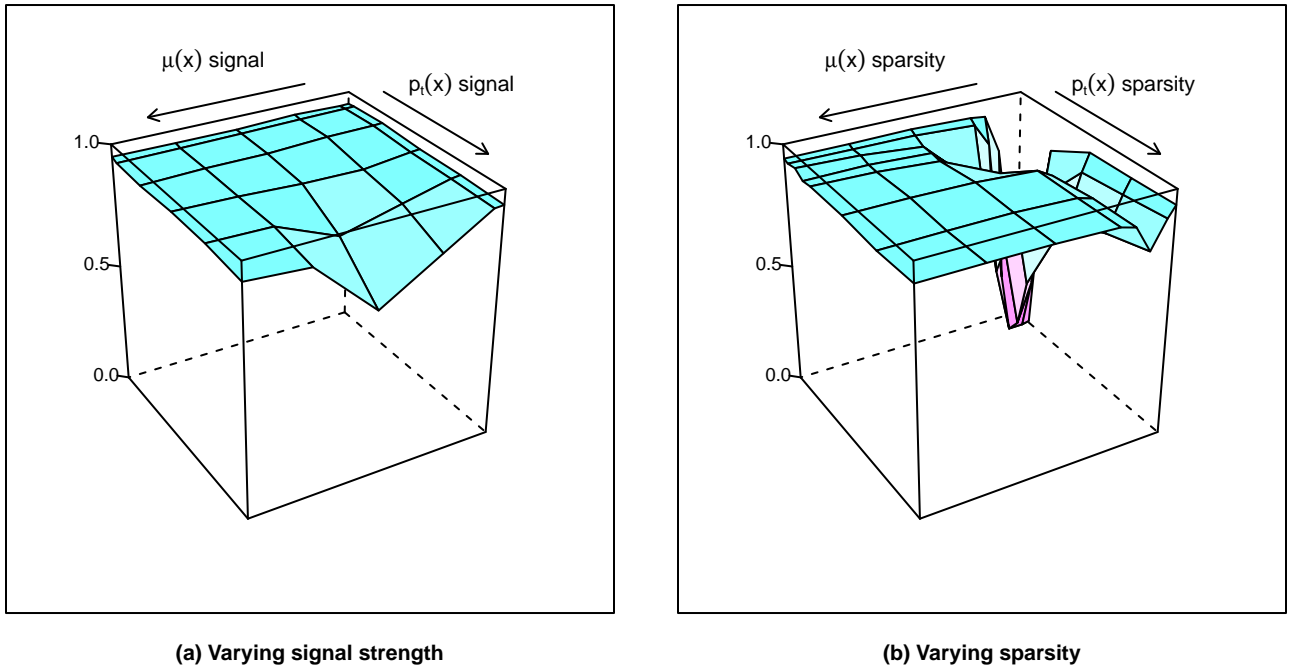 μ(x) signal
pt(x) signal
1.0
0.5
0.0
(a) Varying signal strength
μ(x) sparsity
pt(x) sparsity
1.0
0.5
0.0
(b) Varying sparsity